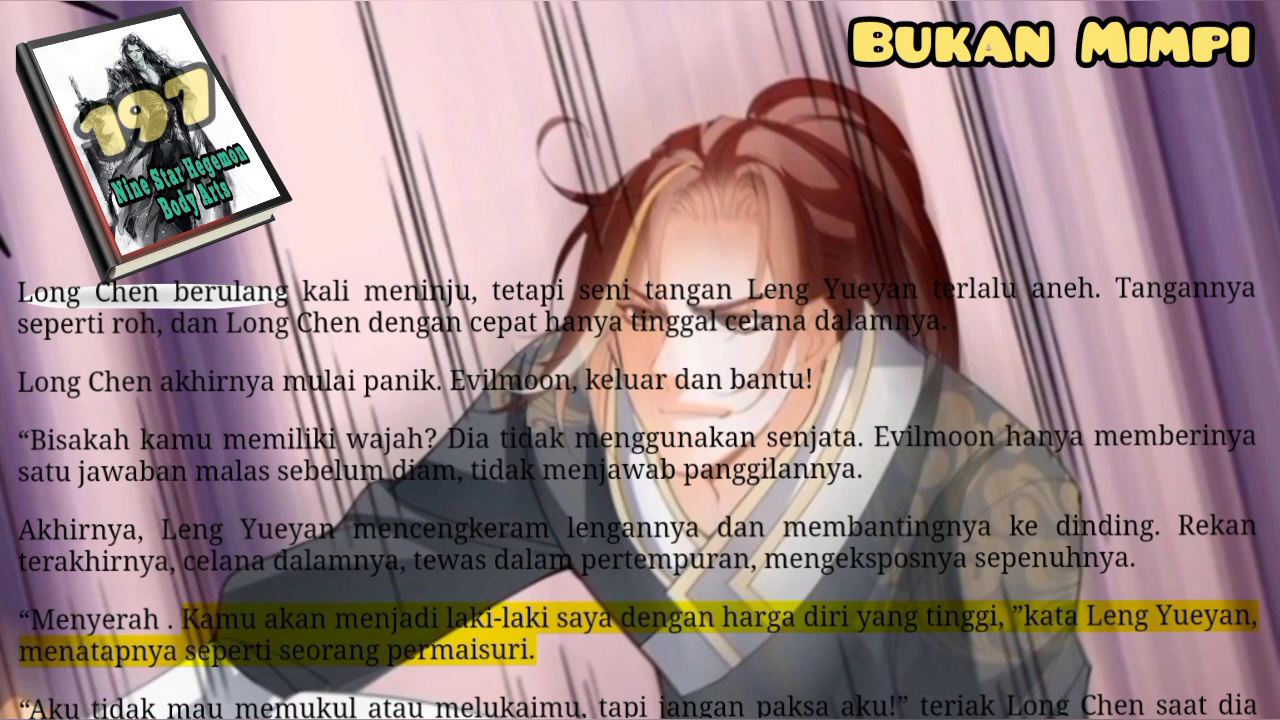 BUKAN MIMPI
197
Nine Star Hegemon
Body Arts
Long Chen berulang kali meninju, tetapi seni tangan Leng Yueyan terlalu aneh. Tangannya
seperti roh, dan Long Chen dengan cepat hanya tinggal celana dalamnya.
Long Chen akhirnya mulai panik. Evilmoon, keluar dan bantu!
“Bisakah kamu memiliki wajah? Dia tidak menggunakan senjata. Evilmoon hanya memberinya
satu jawaban malas sebelum diam, tidak menjawab panggilannya.
Akhirnya, Leng Yueyan mencengkeram lengannya dan membantingnya ke dinding. Rekan
terakhirnya, celana dalamnya, tewas dalam pertempuran, mengeksposnya sepenuhnya.
“Menyerah . Kamu akan menjadi laki-laki saya dengan harga diri yang tinggi, ”kata Leng Yueyan,
menatapnya seperti seorang permaisuri.
“Aku tidak mau memukul atau melukaimu, tapi jangan paksa aku!” teriak Long Chen saat dia